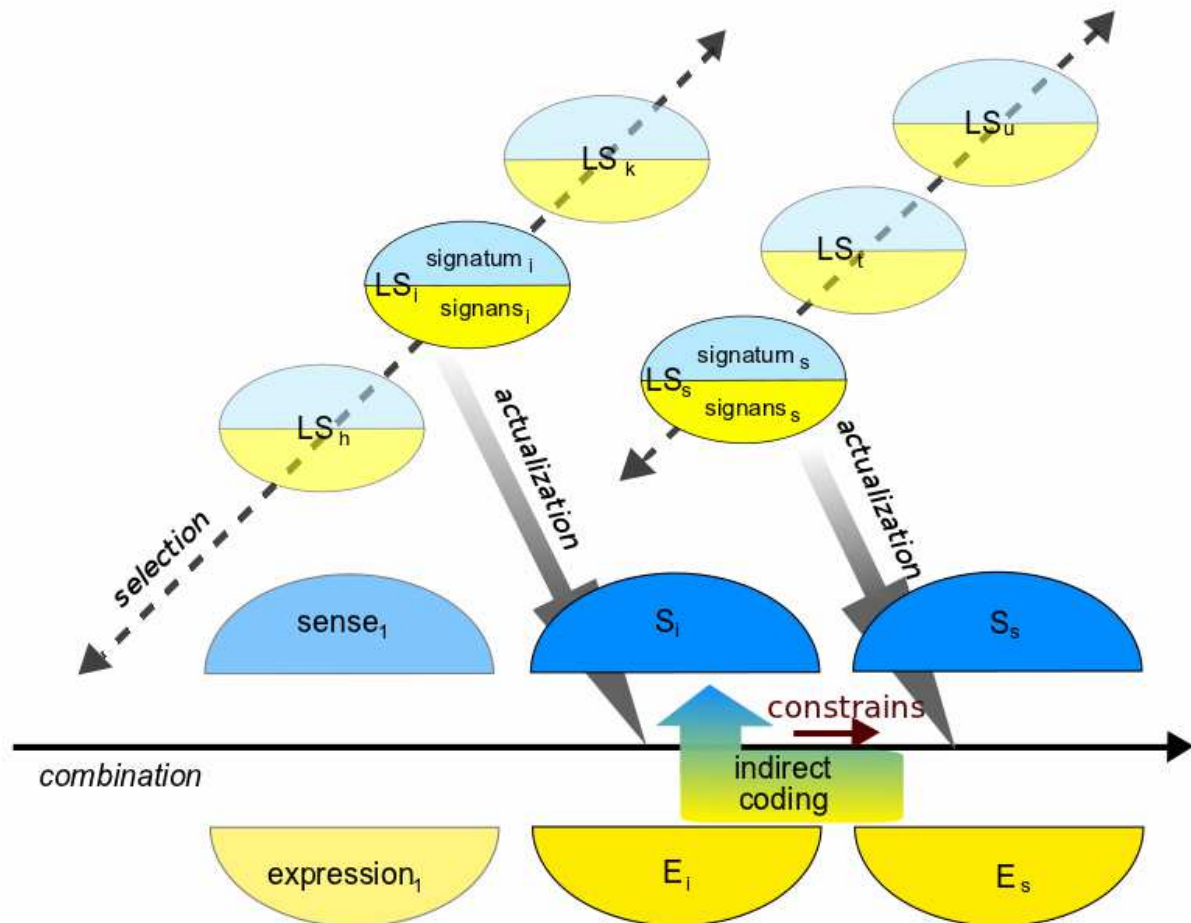 LS k
LS u
signatum i
LS i
signans i
LS t
signatum s
LS s
signans s
LS h
actualization
actualization
selection
sense 1
S i
S s
constrains
combination
indirect
coding
expression 1
E i
E s